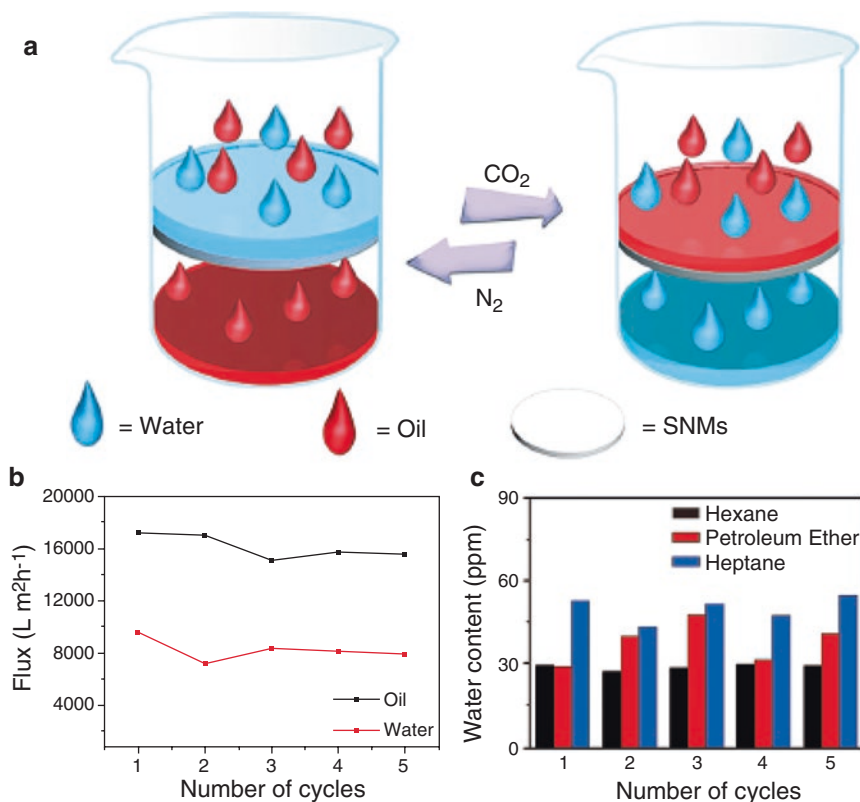 a
CO₂
N₂
= Water
= Oil
= SNMs
b
20000
16000
12000
8000
4000
Flux (L m²h⁻¹)
Oil
Water
1 2 3 4 5
Number of cycles
c
90
60
30
0
Water content (ppm)
Hexane
Petroleum Ether
Heptane
1 2 3 4 5
Number of cycles